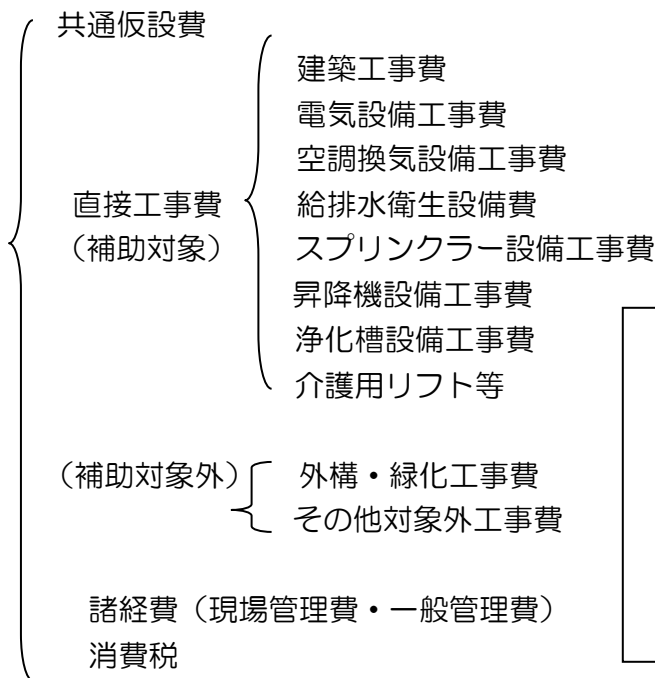 共通仮設費
建築工事費
電気設備工事費
空調換気設備工事費
直接工事費
給排水衛生設備費
（補助対象）
スプリンクラー設備工事費
昇降機設備工事費
浄化槽設備工事費
介護用リフト等
（補助対象外）
外構・緑化工事費
その他対象外工事費
諸経費（現場管理費・一般管理費）
消費税